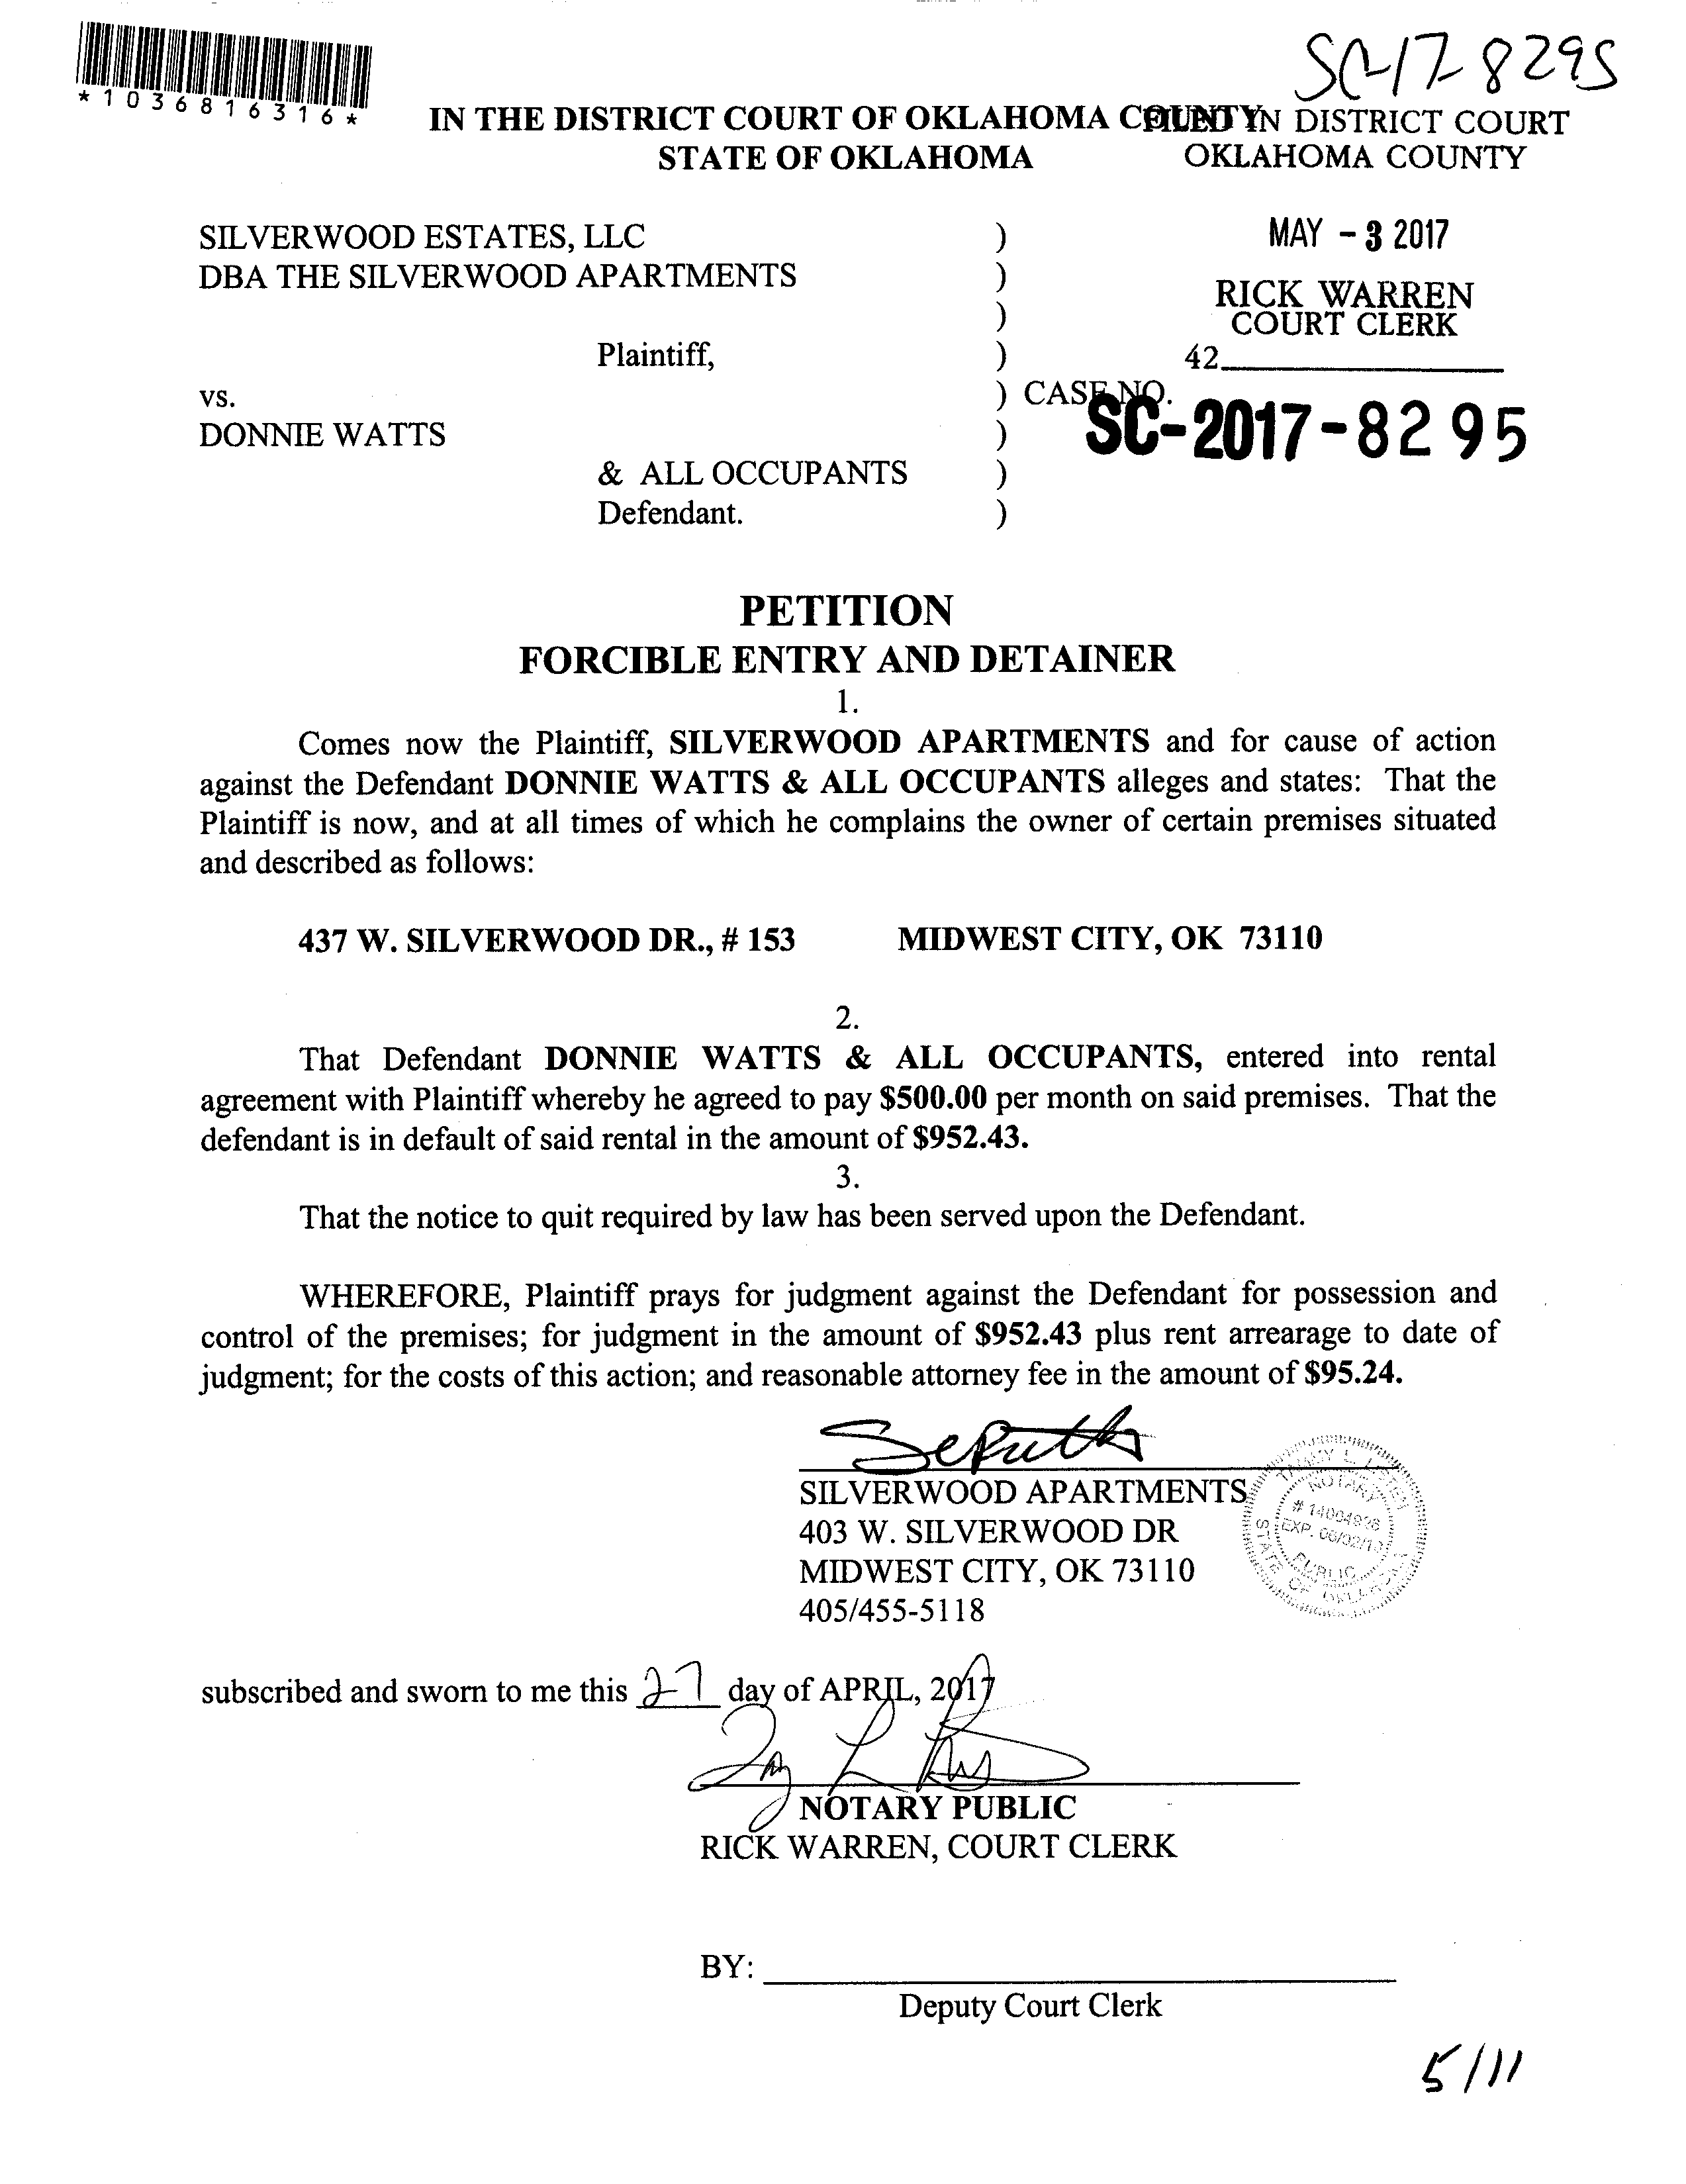 SC-17-8295
*1036816316*
IN THE DISTRICT COURT OF OKLAHOMA COUNTY
STATE OF OKLAHOMA
FILED IN DISTRICT COURT
OKLAHOMA COUNTY
MAY - 3 2017
RICK WARREN
COURT CLERK
42
SILVERWOOD ESTATES, LLC )
DBA THE SILVERWOOD APARTMENTS )
)
Plaintiff, )
vs. ) CASE NO.
SC-2017-8295
DONNIE WATTS )
& ALL OCCUPANTS )
Defendant. )
PETITION
FORCIBLE ENTRY AND DETAINER
1.
Comes now the Plaintiff, SILVERWOOD APARTMENTS and for cause of action
against the Defendant DONNIE WATTS & ALL OCCUPANTS alleges and states: That the
Plaintiff is now, and at all times of which he complains the owner of certain premises situated
and described as follows:
437 W. SILVERWOOD DR., # 153 MIDWEST CITY, OK 73110
2.
That Defendant DONNIE WATTS & ALL OCCUPANTS, entered into rental
agreement with Plaintiff whereby he agreed to pay $500.00 per month on said premises. That the
defendant is in default of said rental in the amount of $952.43.
3.
That the notice to quit required by law has been served upon the Defendant.
WHEREFORE, Plaintiff prays for judgment against the Defendant for possession and
control of the premises; for judgment in the amount of $952.43 plus rent arrearage to date of
judgment; for the costs of this action; and reasonable attorney fee in the amount of $95.24.
SILVERWOOD APARTMENTS
403 W. SILVERWOOD DR
MIDWEST CITY, OK 73110
405/455-5118
NOTARY
PUBLIC
STATE OF OKLAHOMA
subscribed and sworn to me this 27 day of APRIL, 2017
NOTARY PUBLIC
RICK WARREN, COURT CLERK
BY:
Deputy Court Clerk
5/11